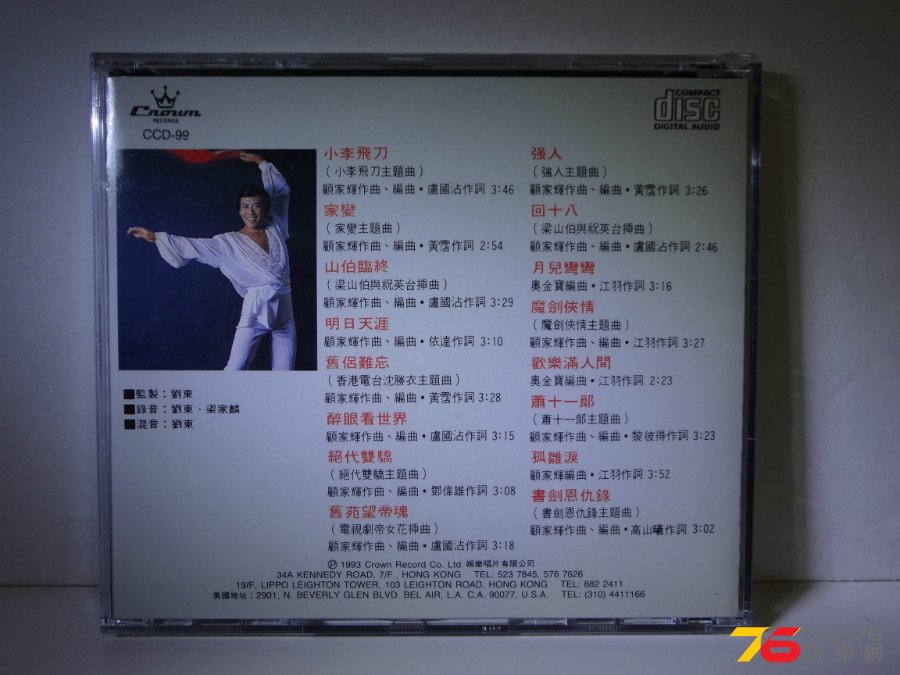 Crown
RECORDS
CCD-99
COMPACT
disc
DIGITAL AUDIO
小李飛刀
（小李飛刀主題曲）
顧家輝作曲、編曲・盧國沾作詞 3:46
家變
（家變主題曲）
顧家輝作曲、編曲・黃霑作詞 2:54
山伯臨終
（梁山伯與祝英台揷曲）
顧家輝作曲、編曲・盧國沾作詞 3:29
明日天涯
顧家輝作曲、編曲・依達作詞 3:10
舊侶難忘
（香港電台沈勝衣主題曲）
顧家輝作曲、編曲・黃霑作詞 3:28
醉眼看世界
顧家輝作曲、編曲・盧國沾作詞 3:15
絕代雙驕
（絕代雙驕主題曲）
顧家輝作曲、編曲・鄧偉雄作詞 3:08
舊苑望帝魂
（電視劇帝女花揷曲）
顧家輝作曲、編曲・盧國沾作詞 3:18
强人
（強人主題曲）
顧家輝作曲、編曲・黃霑作詞 3:26
回十八
（梁山伯與祝英台揷曲）
顧家輝作曲、編曲・盧國沾作詞 2:46
月兒彎彎
奧金寶編曲・江羽作詞 3:16
魔劍俠情
（魔劍俠情主題曲）
顧家輝作曲、編曲・江羽作詞 3:27
歡樂滿人間
奧金寶編曲・江羽作詞 2:23
蕭十一郎
（蕭十一郎主題曲）
顧家輝作曲、編曲・黎彼得作詞 3:23
孤雛淚
顧家輝編曲・江羽作詞 3:52
書劍恩仇錄
（書劍恩仇錄主題曲）
顧家輝作曲、編曲・高山曦作詞 3:02
■監製：劉東
■錄音：劉東、梁家麟
■混音：劉東
Ⓟ 1993 Crown Record Co. Ltd. 娛樂唱片有限公司
34A KENNEDY ROAD, 7/F., HONG KONG TEL: 523 7845, 576 7626
19/F, LIPPO LEIGHTON TOWER, 103 LEIGHTON ROAD, HONG KONG TEL: 882 2411
美國地址：2901, N. BEVERLY GLEN BLVD. BEL AIR, L.A. C.A. 90077, U.S.A. TEL: (310) 4411166
76
玩樂網